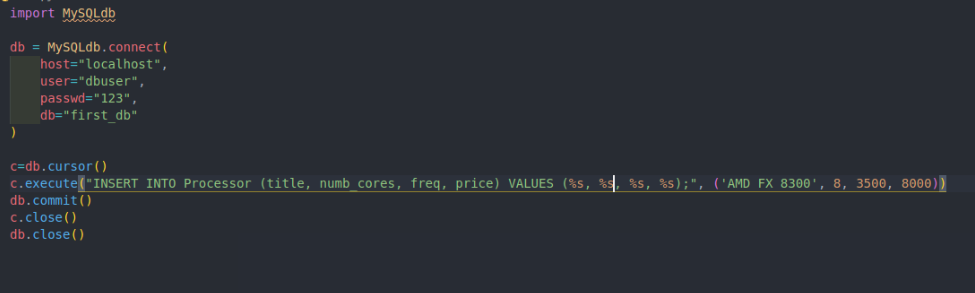 import MySQLdb
db = MySQLdb.connect(
host="localhost",
user="dbuser",
passwd="123",
db="first_db"
)
c=db.cursor()
c.execute("INSERT INTO Processor (title, numb_cores, freq, price) VALUES (%s, %s, %s, %s);", ('AMD FX 8300', 8, 3500, 8000))
db.commit()
c.close()
db.close()